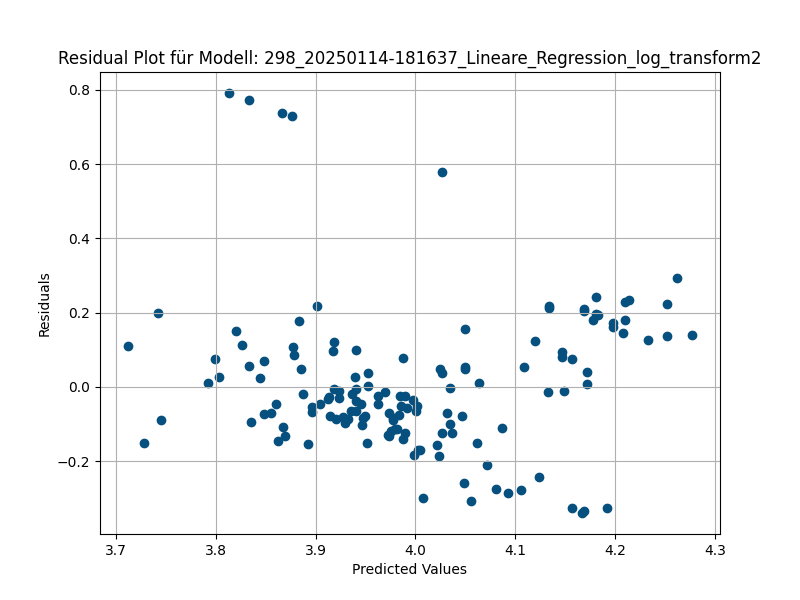 Residual Plot für Modell: 298_20250114-181637_Lineare_Regression_log_transform2
0.8
0.6
0.4
0.2
0.0
−0.2
Residuals
3.7 3.8 3.9 4.0 4.1 4.2 4.3
Predicted Values